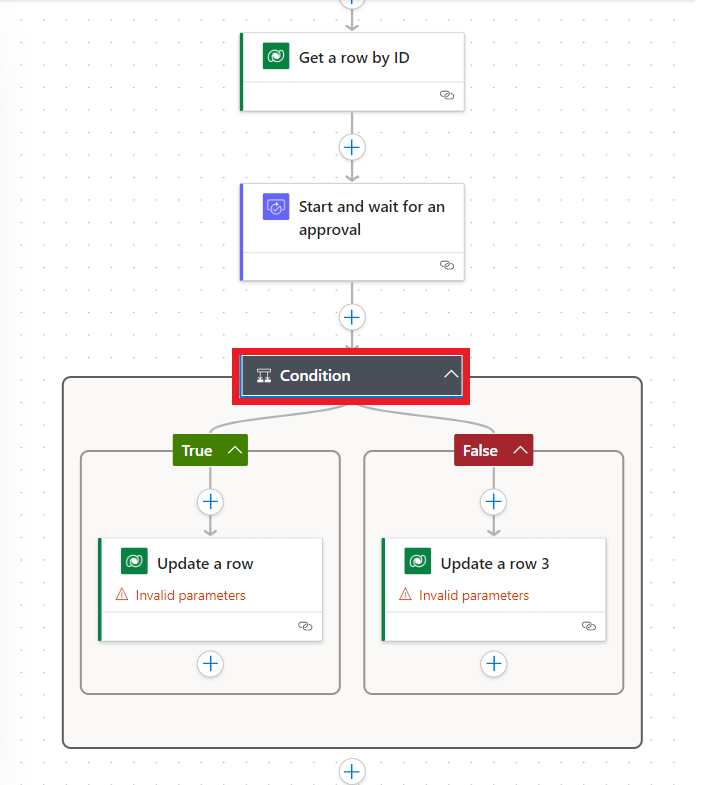 Get a row by ID
Start and wait for an
approval
Condition
True
False
Update a row
Invalid parameters
Update a row 3
Invalid parameters